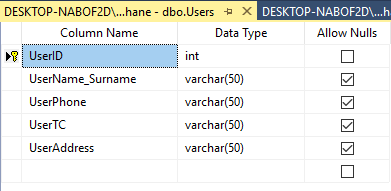 DESKTOP-NABOF2D\...hane - dbo.Users
DESKTOP-NABOF2D\...h
Column Name Data Type Allow Nulls
UserID int
UserName_Surname varchar(50)
UserPhone varchar(50)
UserTC varchar(50)
UserAddress varchar(50)